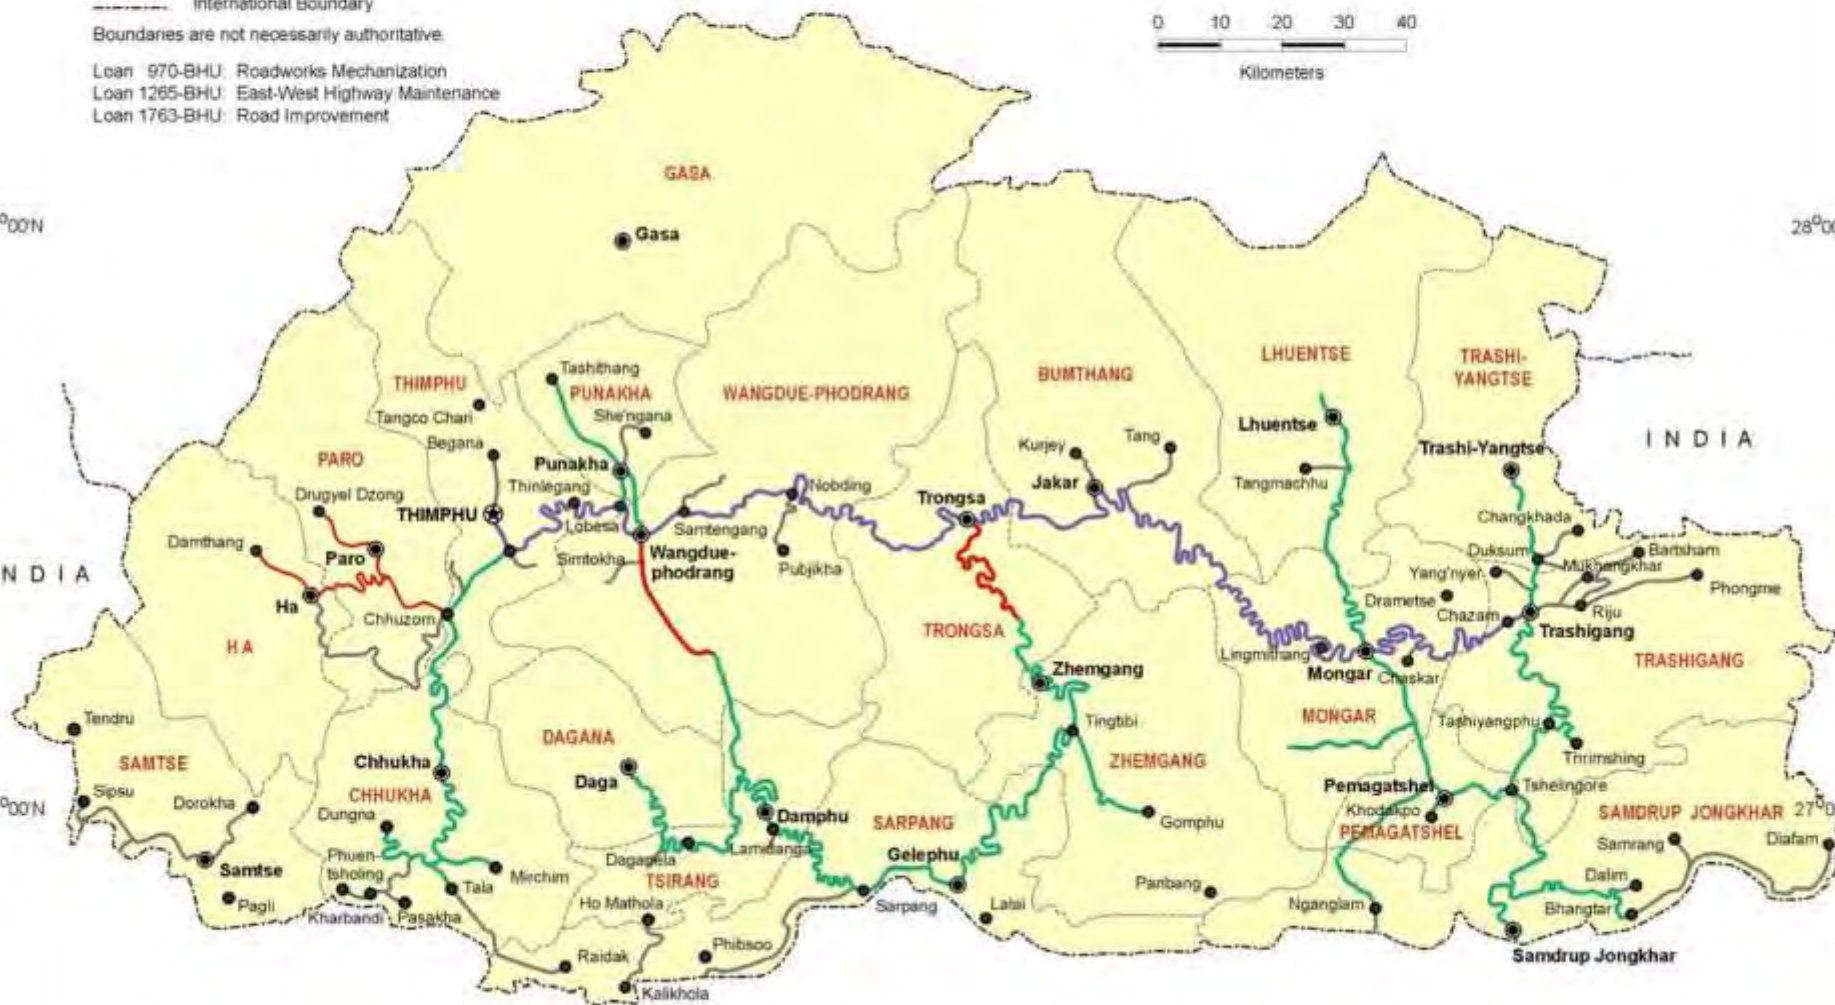 International Boundary
Boundaries are not necessarily authoritative.
Loan 970-BHU: Roadworks Mechanization
Loan 1265-BHU: East-West Highway Maintenance
Loan 1763-BHU: Road Improvement
0 10 20 30 40
Kilometers
GASA
Gasa
°00'N
28°00
THIMPHU
Tangco Chari
Begana
THIMPHU
Tashithang
PUNAKHA
She'ngana
Punakha
Thinlegang
Lobesa
Simtokha
WANGDUE-PHODRANG
Samtengang
Nobding
Pubjikha
Wangdue-
phodrang
BUMTHANG
Kurjey
Tang
Jakar
Trongsa
TRONGSA
LHUENTSE
Lhuentse
Tangmachhu
TRASHI-
YANGTSE
Trashi-Yangtse
INDIA
Changkhada
Duksum
Bartsham
Mukhangkhar
Yang'nyer
Phongme
Drametse
Riju
Chazam
Trashigang
TRASHIGANG
PARO
Drugyel Dzong
Damthang
Paro
NDIA
Ha
Chhuzom
HA
Lingmithang
Mongar
Chaskar
MONGAR
Tashiyangphu
Thrimshing
Zhemgang
Tingtibi
ZHEMGANG
Gomphu
Tendru
SAMTSE
Sipsu
Dorokha
°00'N
Samtse
Pagli
Chhukha
CHHUKHA
Dungna
Phuen-
tsholing
Kharbandi
Pasakha
Tala
Mirchim
DAGANA
Daga
Dagapela
TSIRANG
Damphu
Lamidanga
SARPANG
Gelephu
Sarpang
Lalai
Ho Mathola
Phibsoo
Raidak
Kalikhola
Panbang
Pemagatshel
Khodakpo
PEMAGATSHEL
Nganglam
Tshelingore
SAMDRUP JONGKHAR
27°0
Samrang
Diafam
Dalim
Bhangtar
Samdrup Jongkhar